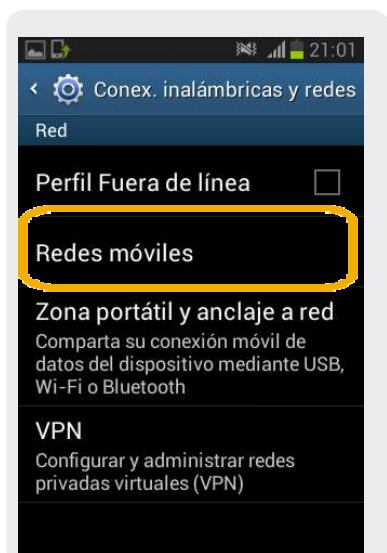 21:01
Conex. inalámbricas y redes
Red
Perfil Fuera de línea
Redes móviles
Zona portátil y anclaje a red
Comparta su conexión móvil de
datos del dispositivo mediante USB,
Wi-Fi o Bluetooth
VPN
Configurar y administrar redes
privadas virtuales (VPN)